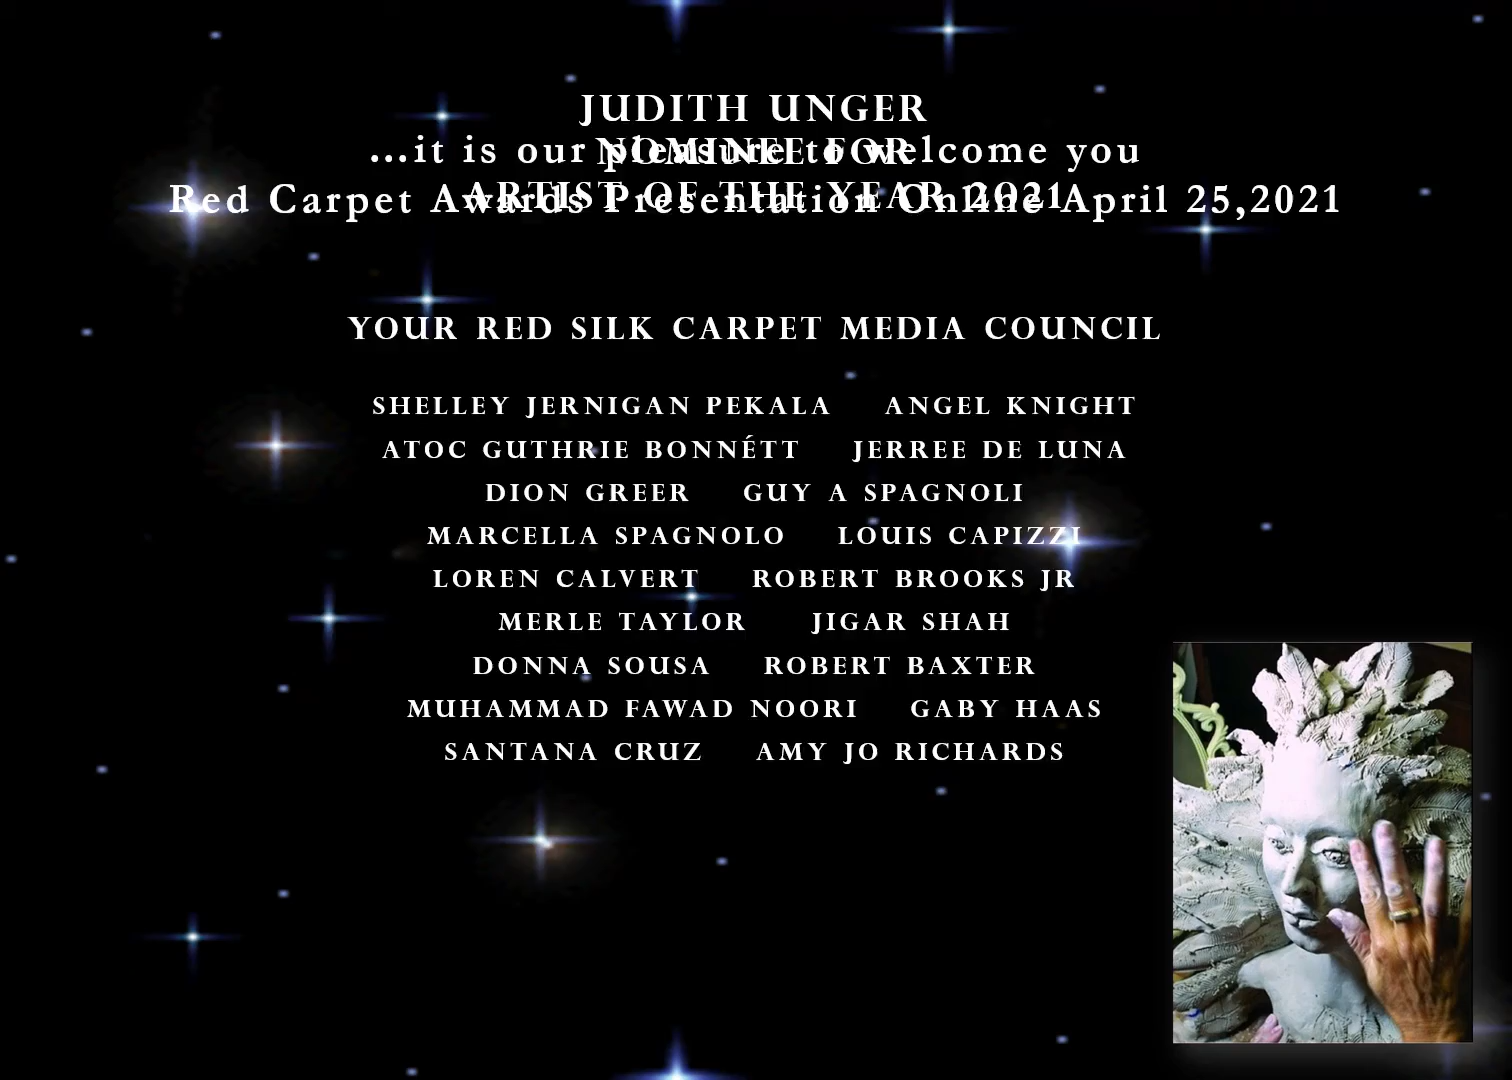 JUDITH UNGER
...it is our pleasure to welcome you
NOMINEE FOR
ARTIST OF THE YEAR 2021
Red Carpet Awards Presentation Online April 25,2021
YOUR RED SILK CARPET MEDIA COUNCIL
SHELLEY JERNIGAN PEKALA ANGEL KNIGHT
ATOC GUTHRIE BONNÉTT JERREE DE LUNA
DION GREER GUY A SPAGNOLI
MARCELLA SPAGNOLO LOUIS CAPIZZI
LOREN CALVERT ROBERT BROOKS JR
MERLE TAYLOR JIGAR SHAH
DONNA SOUSA ROBERT BAXTER
MUHAMMAD FAWAD NOORI GABY HAAS
SANTANA CRUZ AMY JO RICHARDS